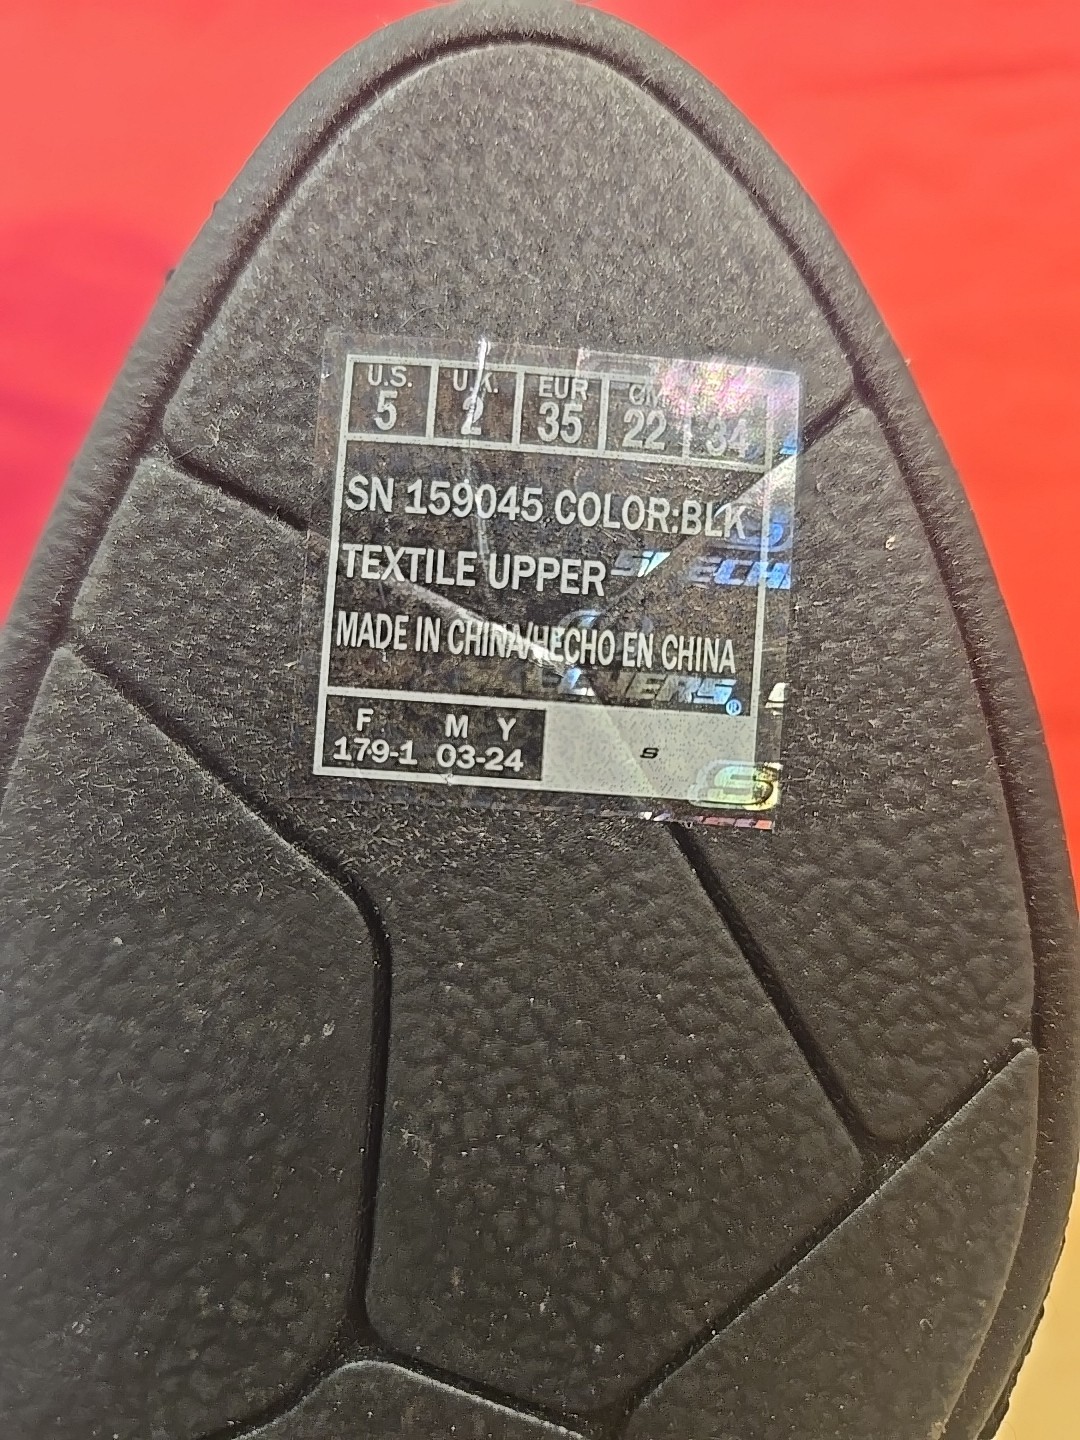 U.S. U.K. EUR CM
5 2 35 22 34
SN 159045 COLOR:BLK
TEXTILE UPPER
MADE IN CHINA/HECHO EN CHINA
F M Y
179-1 03-24
S
S